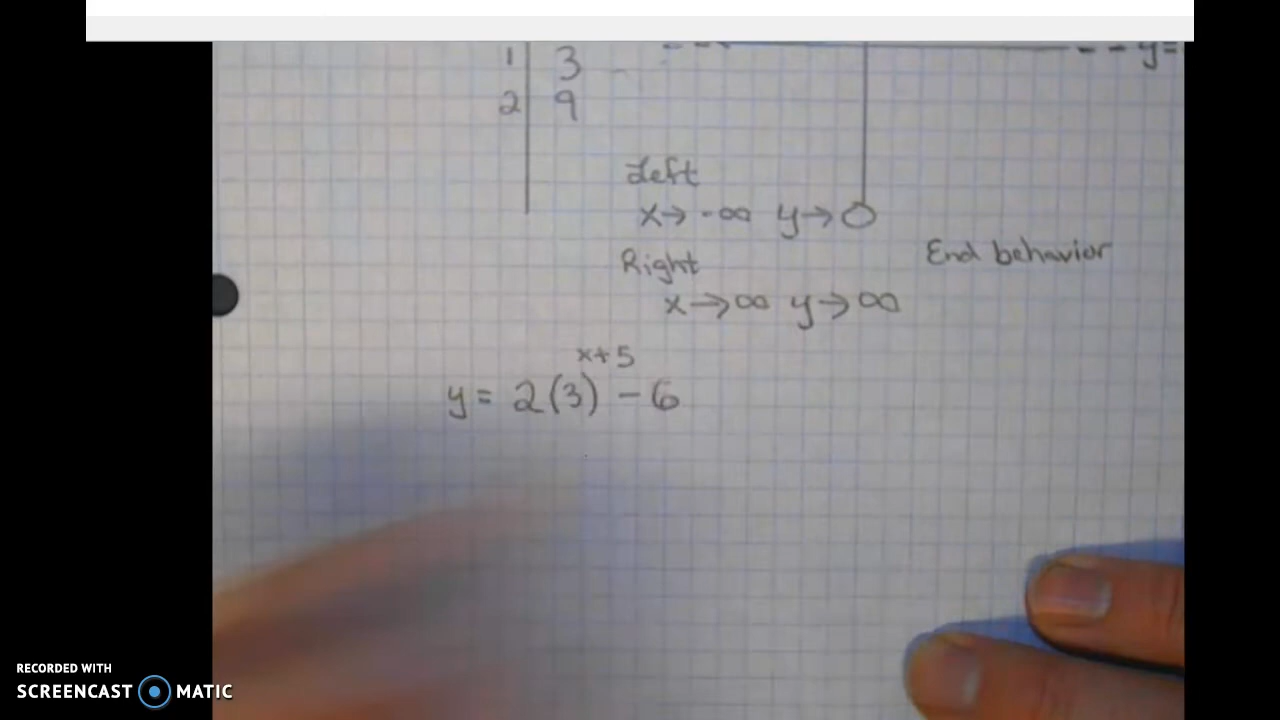 1 3
y=
2 9
Left
x→ -∞ y→0
End behavior
Right
x→∞ y→∞
y = 2(3)^{x+5} - 6
RECORDED WITH
SCREENCAST MATIC